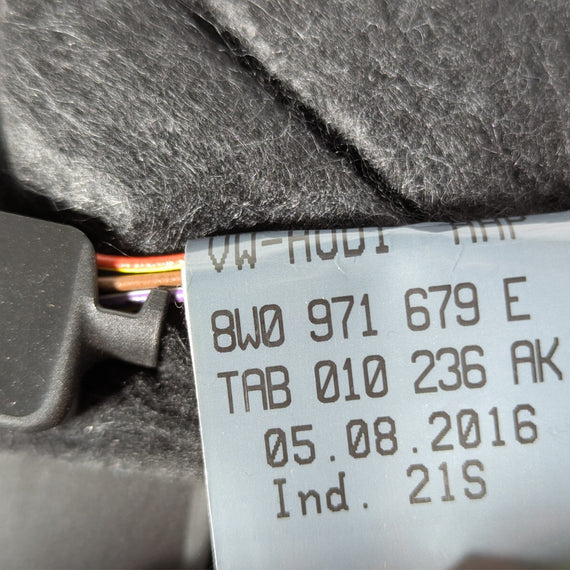 VW-AUDI
8W0 971 679 E
TAB 010 236 AK
05.08.2016
Ind. 21S